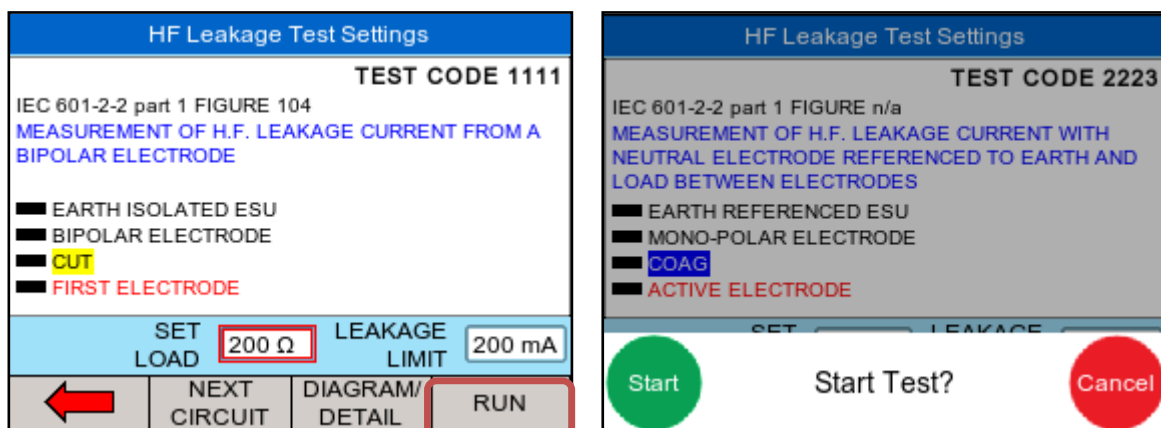 HF Leakage Test Settings
TEST CODE 1111
IEC 601-2-2 part 1 FIGURE 104
MEASUREMENT OF H.F. LEAKAGE CURRENT FROM A
BIPOLAR ELECTRODE
EARTH ISOLATED ESU
BIPOLAR ELECTRODE
CUT
FIRST ELECTRODE
SET LOAD
200 Ω
LEAKAGE LIMIT
200 mA
NEXT CIRCUIT
DIAGRAM/ DETAIL
RUN
HF Leakage Test Settings
TEST CODE 2223
IEC 601-2-2 part 1 FIGURE n/a
MEASUREMENT OF H.F. LEAKAGE CURRENT WITH
NEUTRAL ELECTRODE REFERENCED TO EARTH AND
LOAD BETWEEN ELECTRODES
EARTH REFERENCED ESU
MONO-POLAR ELECTRODE
COAG
ACTIVE ELECTRODE
SET LEAKAGE
Start
Start Test?
Cancel